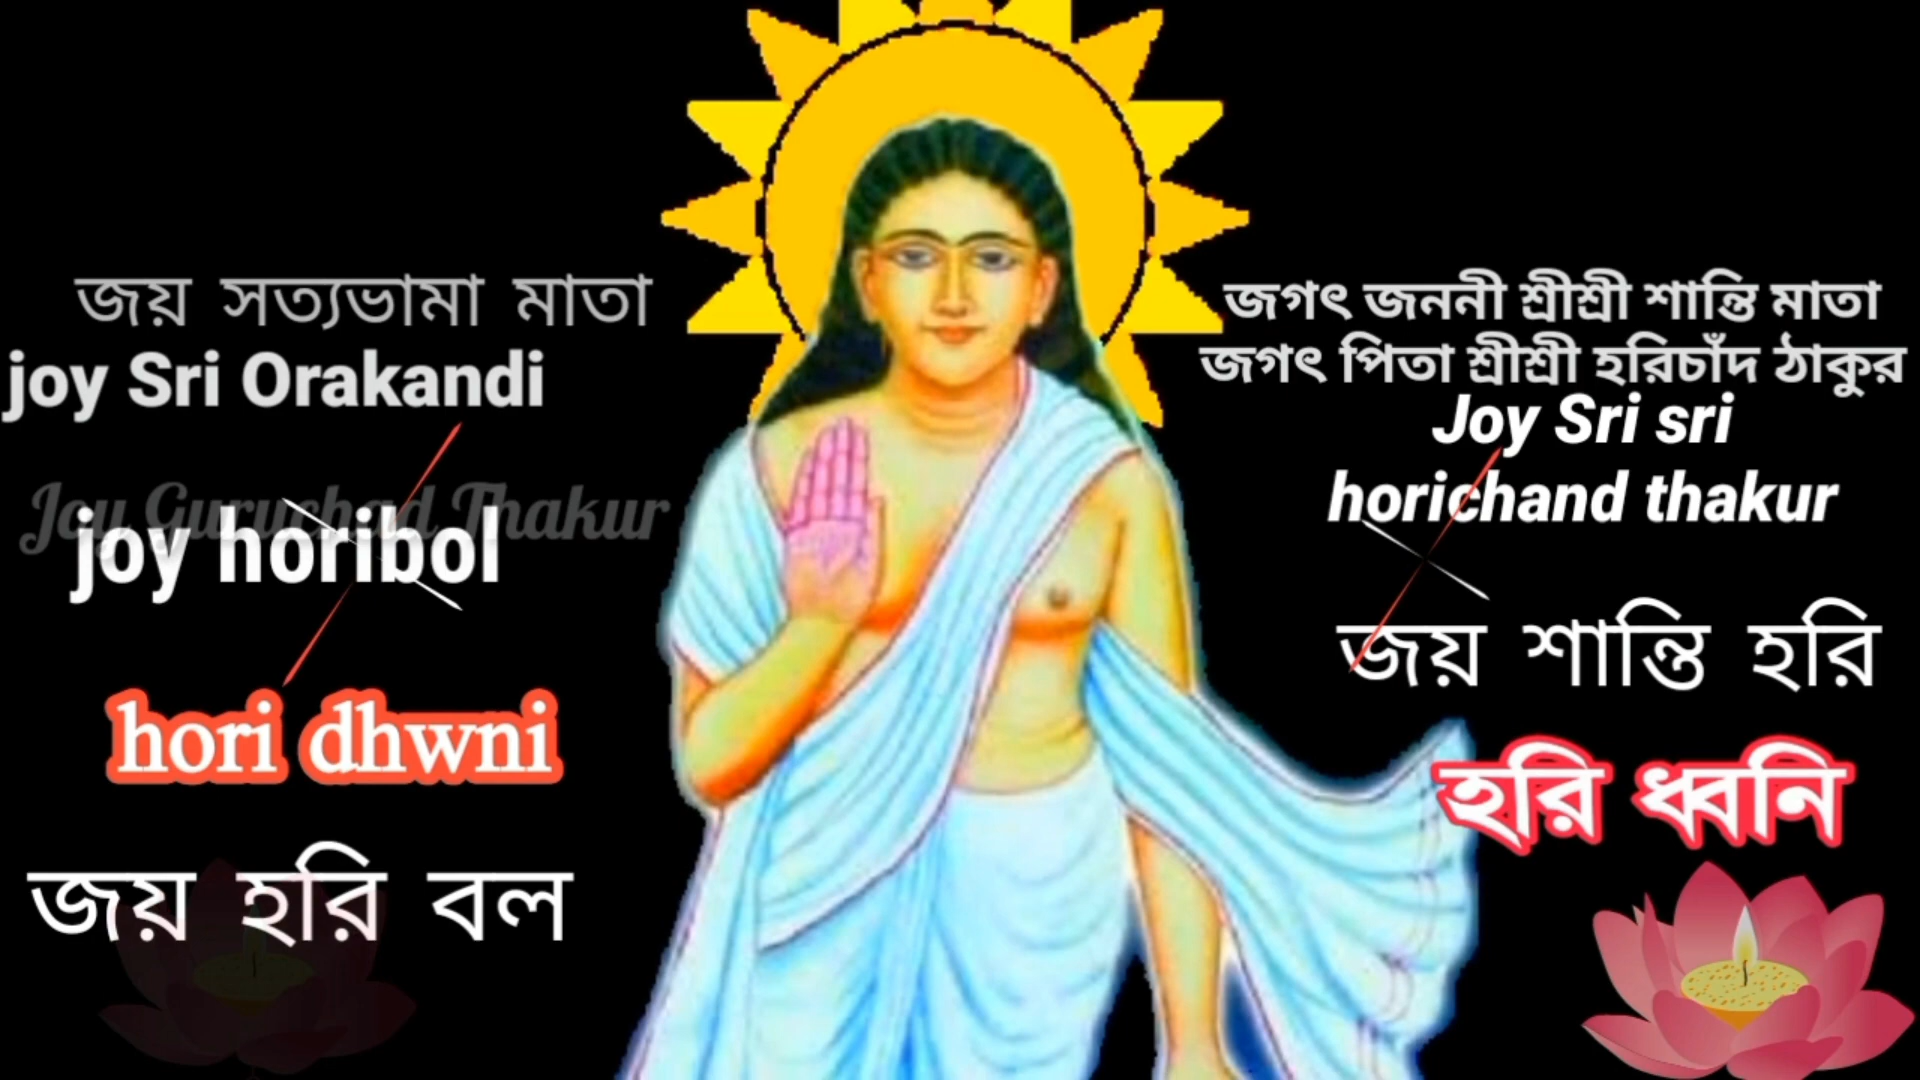 জয় সত্যভামা মাতা
joy Sri Orakandi
Joy Guruchad Thakur
joy horibol
hori dhwni
জয় হরি বল
জগৎ জননী শ্রীশ্রী শান্তি মাতা
জগৎ পিতা শ্রীশ্রী হরিচাঁদ ঠাকুর
Joy Sri sri
horichand thakur
জয় শান্তি হরি
হরি ধ্বনি